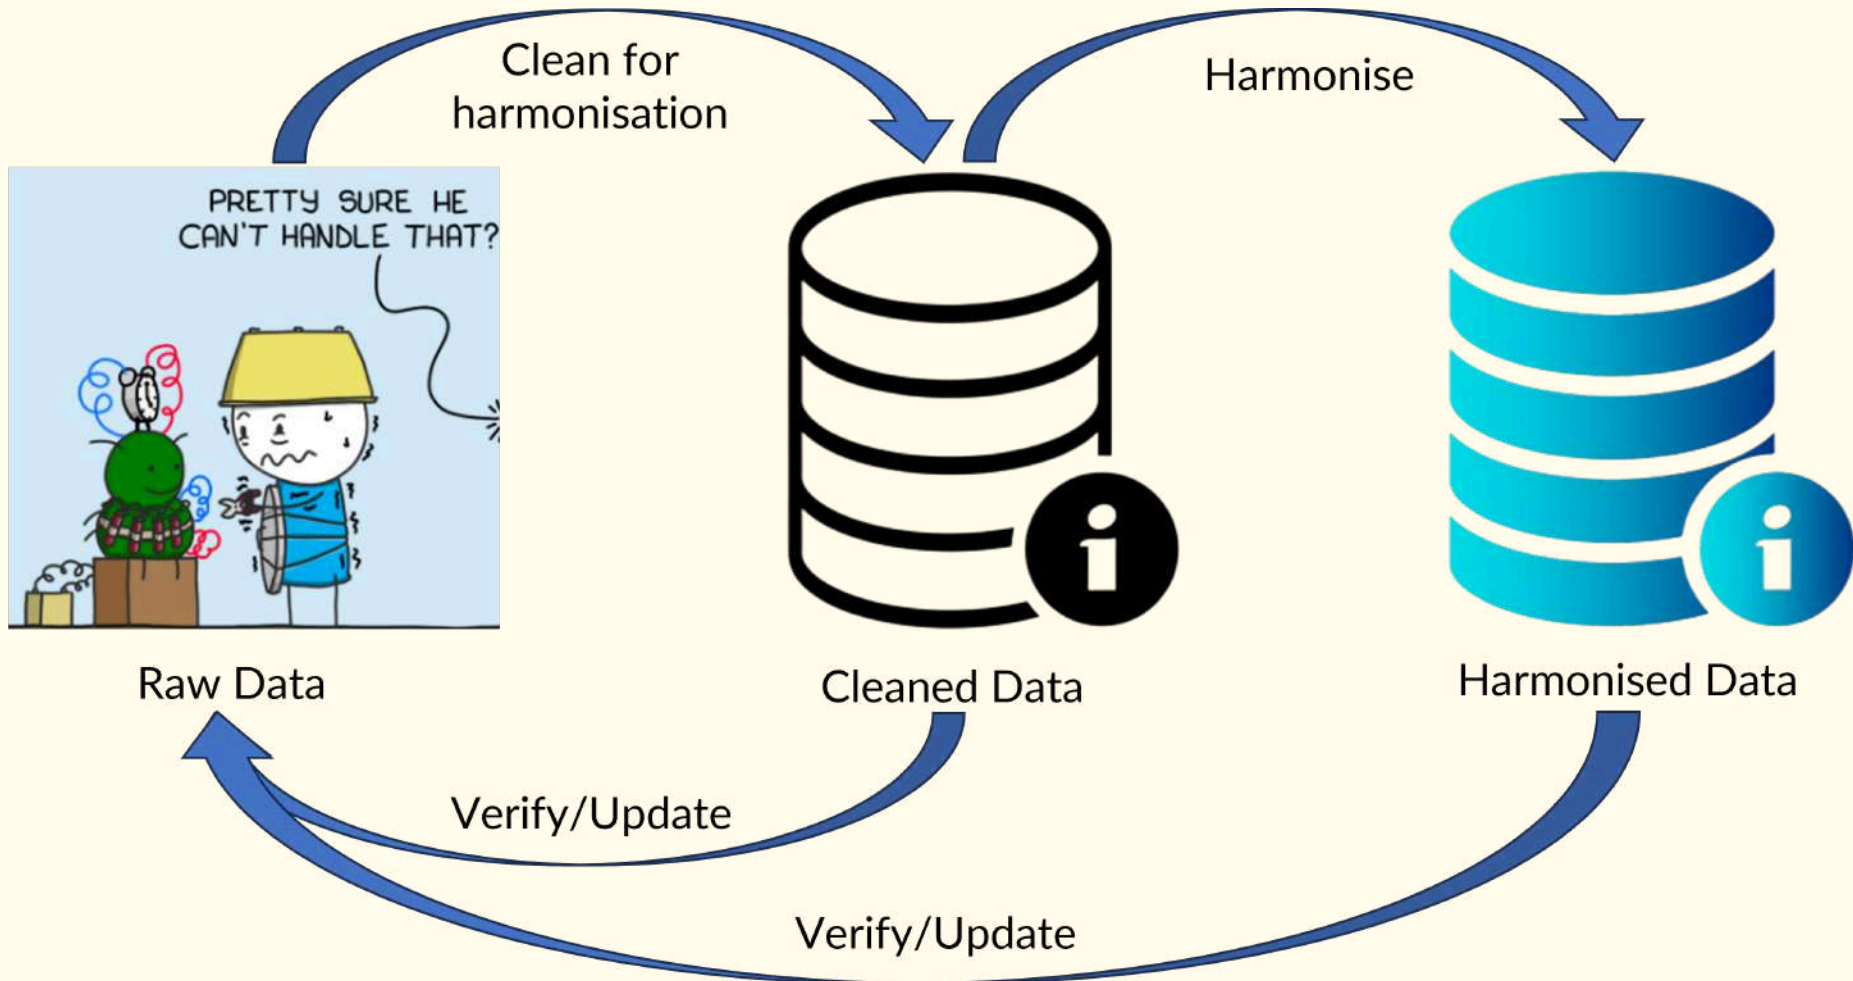 Clean for
harmonisation
Harmonise
PRETTY SURE HE
CAN'T HANDLE THAT?
i
i
Raw Data
Cleaned Data
Harmonised Data
Verify/Update
Verify/Update